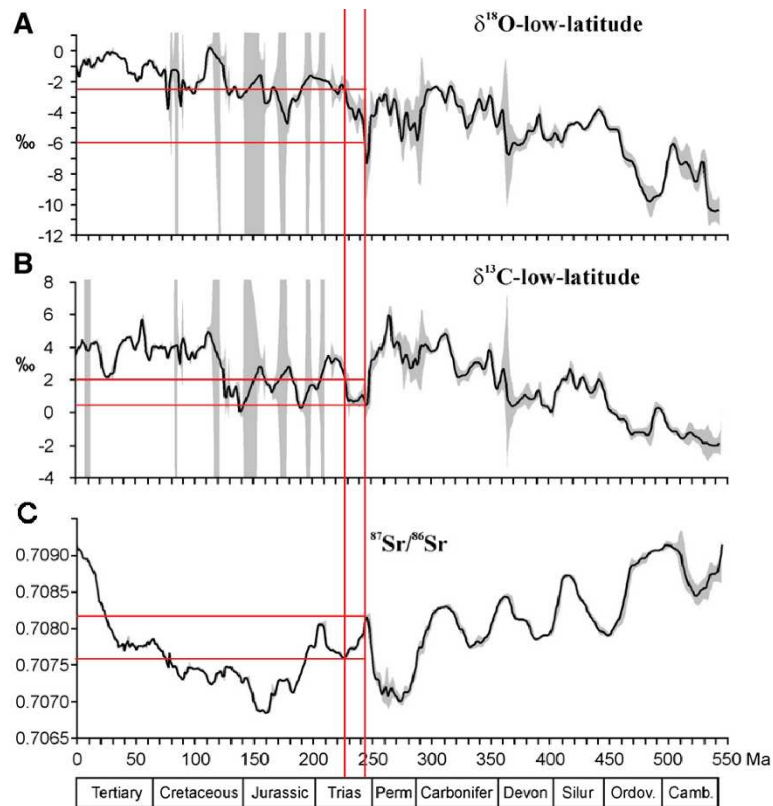 A
δ18O-low-latitude
0
-2
-4
‰
-6
-8
-10
-12
B
δ13C-low-latitude
8
6
4
‰
2
0
-2
-4
C
87Sr/86Sr
0.7090
0.7085
0.7080
0.7075
0.7070
0.7065
0 50 100 150 200 250 300 350 400 450 500 550 Ma
Tertiary Cretaceous Jurassic Trias Perm Carbonifer Devon Silur Ordov. Camb.